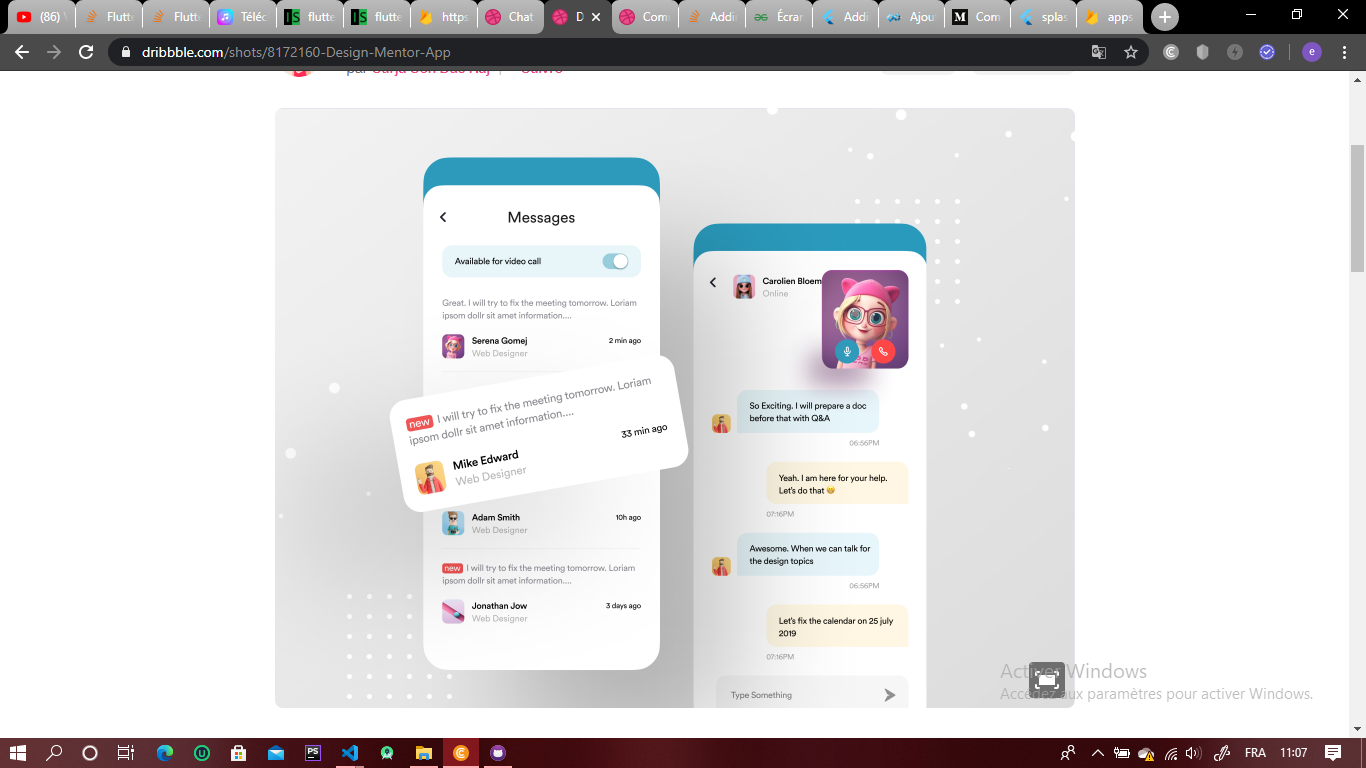 (86) Y
Flutte
Flutte
Téléc
flutte
flutte
https
Chat
D
Com
Addi
Écrar
Addi
Ajou
Com
splas
apps
dribbble.com/shots/8172160-Design-Mentor-App
e
Messages
Available for video call
Great. I will try to fix the meeting tomorrow. Loriam
ipsom dollr sit amet information....
Serena Gomej
2 min ago
Web Designer
new I will try to fix the meeting tomorrow. Loriam
ipsom dollr sit amet information....
33 min ago
Mike Edward
Web Designer
Adam Smith
10h ago
Web Designer
new I will try to fix the meeting tomorrow. Loriam
ipsom dollr sit amet information....
Jonathan Jow
3 days ago
Web Designer
Carolien Bloem
Online
So Exciting. I will prepare a doc
before that with Q&A
06:56PM
Yeah. I am here for your help.
Let's do that 😁
07:16PM
Awesome. When we can talk for
the design topics
06:56PM
Let's fix the calendar on 25 july
2019
07:16PM
Type Something
Activer Windows
Accédez aux paramètres pour activer Windows.
FRA
11:07